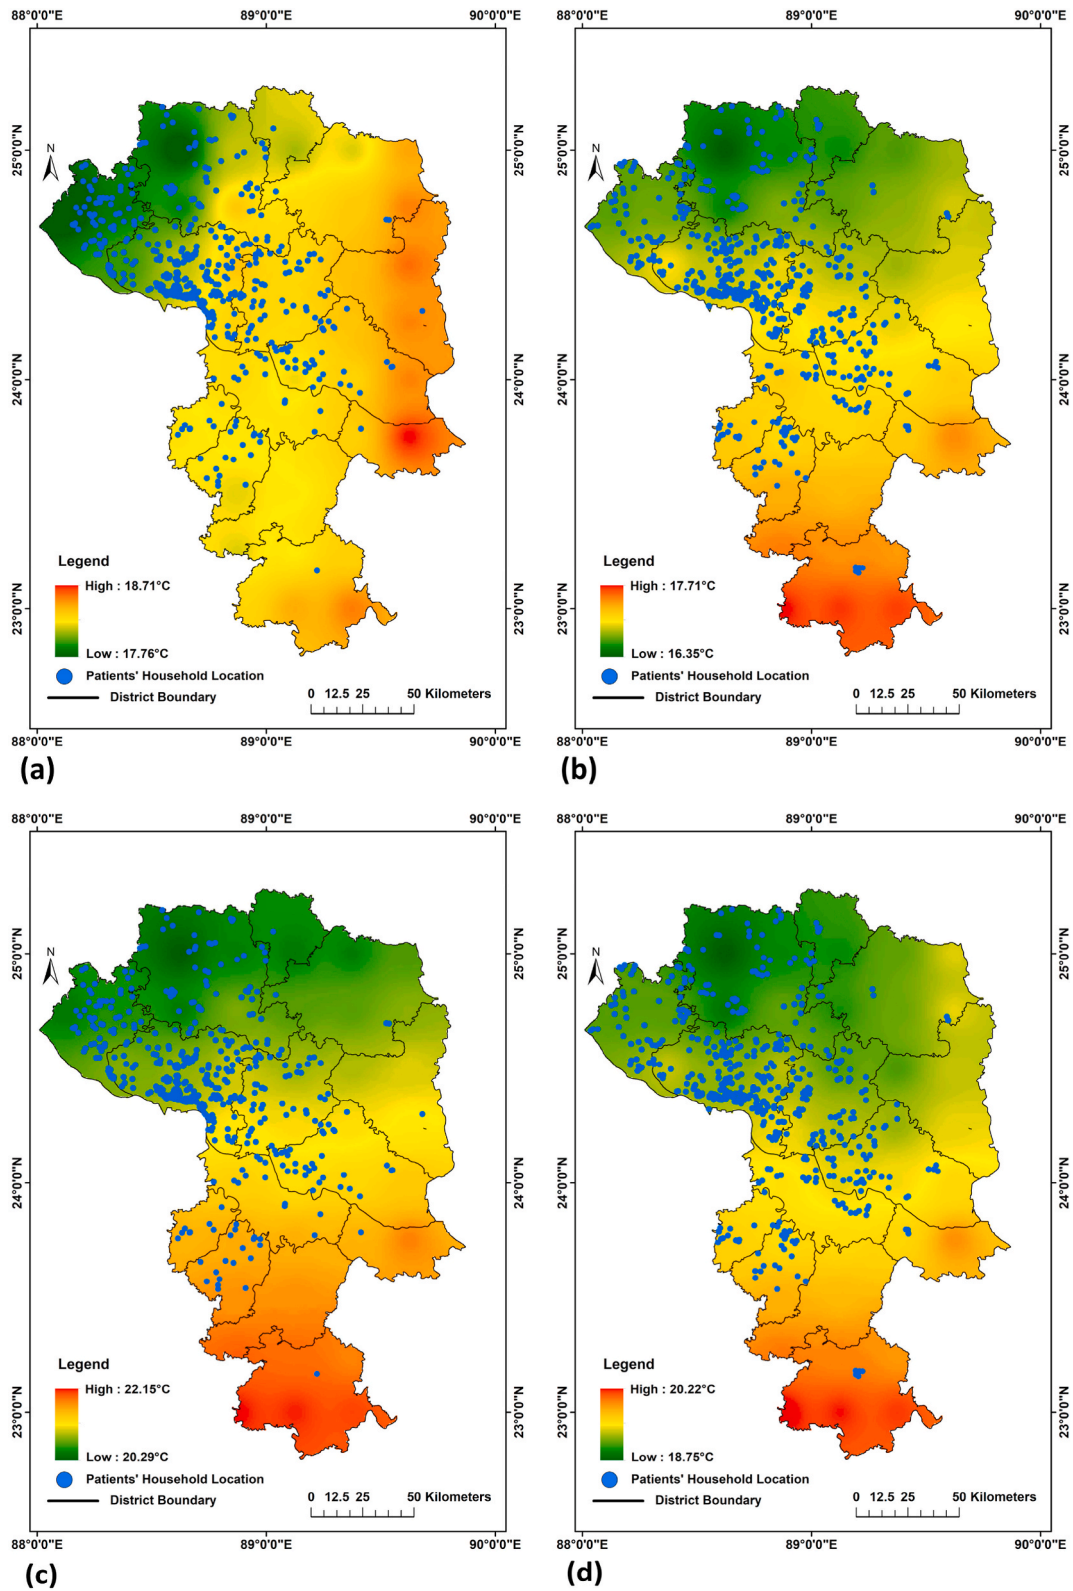 88°0'0"E 89°0'0"E 90°0'0"E
25°0'0"N
24°0'0"N
23°0'0"N
25°0'0"N
24°0'0"N
23°0'0"N
N
Legend
High : 18.71°C
Low : 17.76°C
Patients' Household Location
District Boundary
0 12.5 25 50 Kilometers
88°0'0"E 89°0'0"E 90°0'0"E
(a)
88°0'0"E 89°0'0"E 90°0'0"E
25°0'0"N
24°0'0"N
23°0'0"N
25°0'0"N
24°0'0"N
23°0'0"N
N
Legend
High : 17.71°C
Low : 16.35°C
Patients' Household Location
District Boundary
0 12.5 25 50 Kilometers
88°0'0"E 89°0'0"E 90°0'0"E
(b)
88°0'0"E 89°0'0"E 90°0'0"E
25°0'0"N
24°0'0"N
23°0'0"N
25°0'0"N
24°0'0"N
23°0'0"N
N
Legend
High : 22.15°C
Low : 20.29°C
Patients' Household Location
District Boundary
0 12.5 25 50 Kilometers
88°0'0"E 89°0'0"E 90°0'0"E
(c)
88°0'0"E 89°0'0"E 90°0'0"E
25°0'0"N
24°0'0"N
23°0'0"N
25°0'0"N
24°0'0"N
23°0'0"N
N
Legend
High : 20.22°C
Low : 18.75°C
Patients' Household Location
District Boundary
0 12.5 25 50 Kilometers
88°0'0"E 89°0'0"E 90°0'0"E
(d)